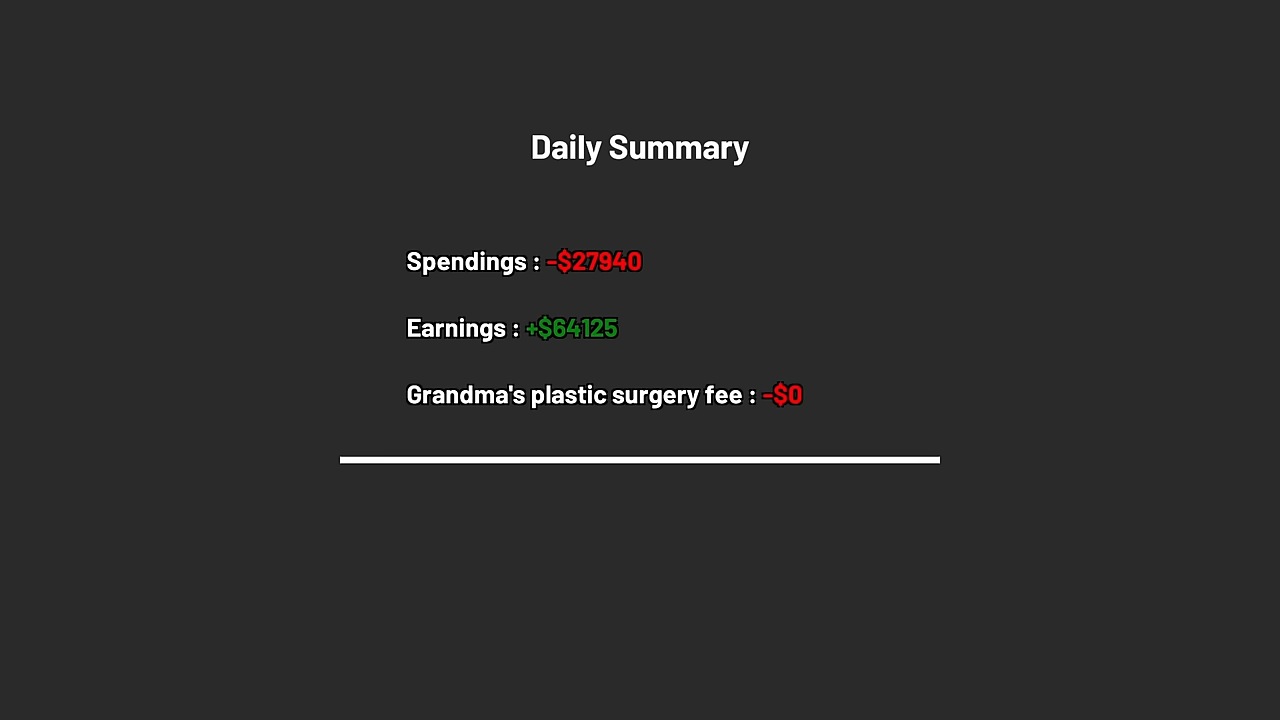 Daily Summary
Spendings : -$27940
Earnings : +$64125
Grandma's plastic surgery fee : -$0